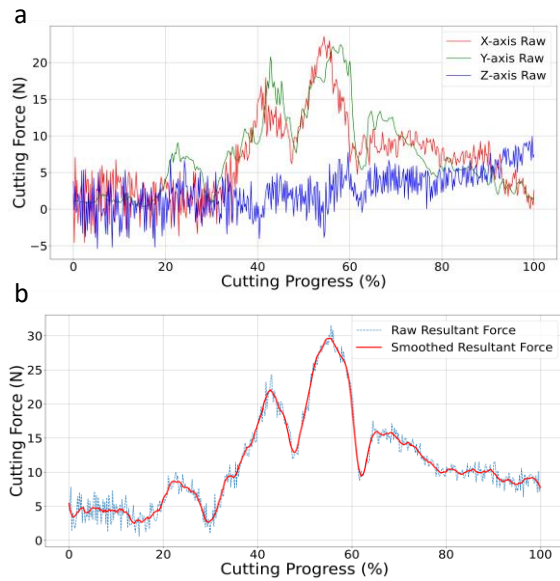 a
Cutting Force (N)
25
20
15
10
5
0
−5
X-axis Raw
Y-axis Raw
Z-axis Raw
0 20 40 60 80 100
Cutting Progress (%)
b
Cutting Force (N)
30
25
20
15
10
5
0
Raw Resultant Force
Smoothed Resultant Force
0 20 40 60 80 100
Cutting Progress (%)